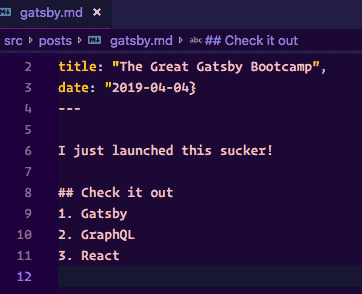 gatsby.md ×
src > posts > gatsby.md > abc ## Check it out
2 title: "The Great Gatsby Bootcamp",
3 date: "2019-04-04}
4 ---
5
6 I just launched this sucker!
7
8 ## Check it out
9 1. Gatsby
10 2. GraphQL
11 3. React
12